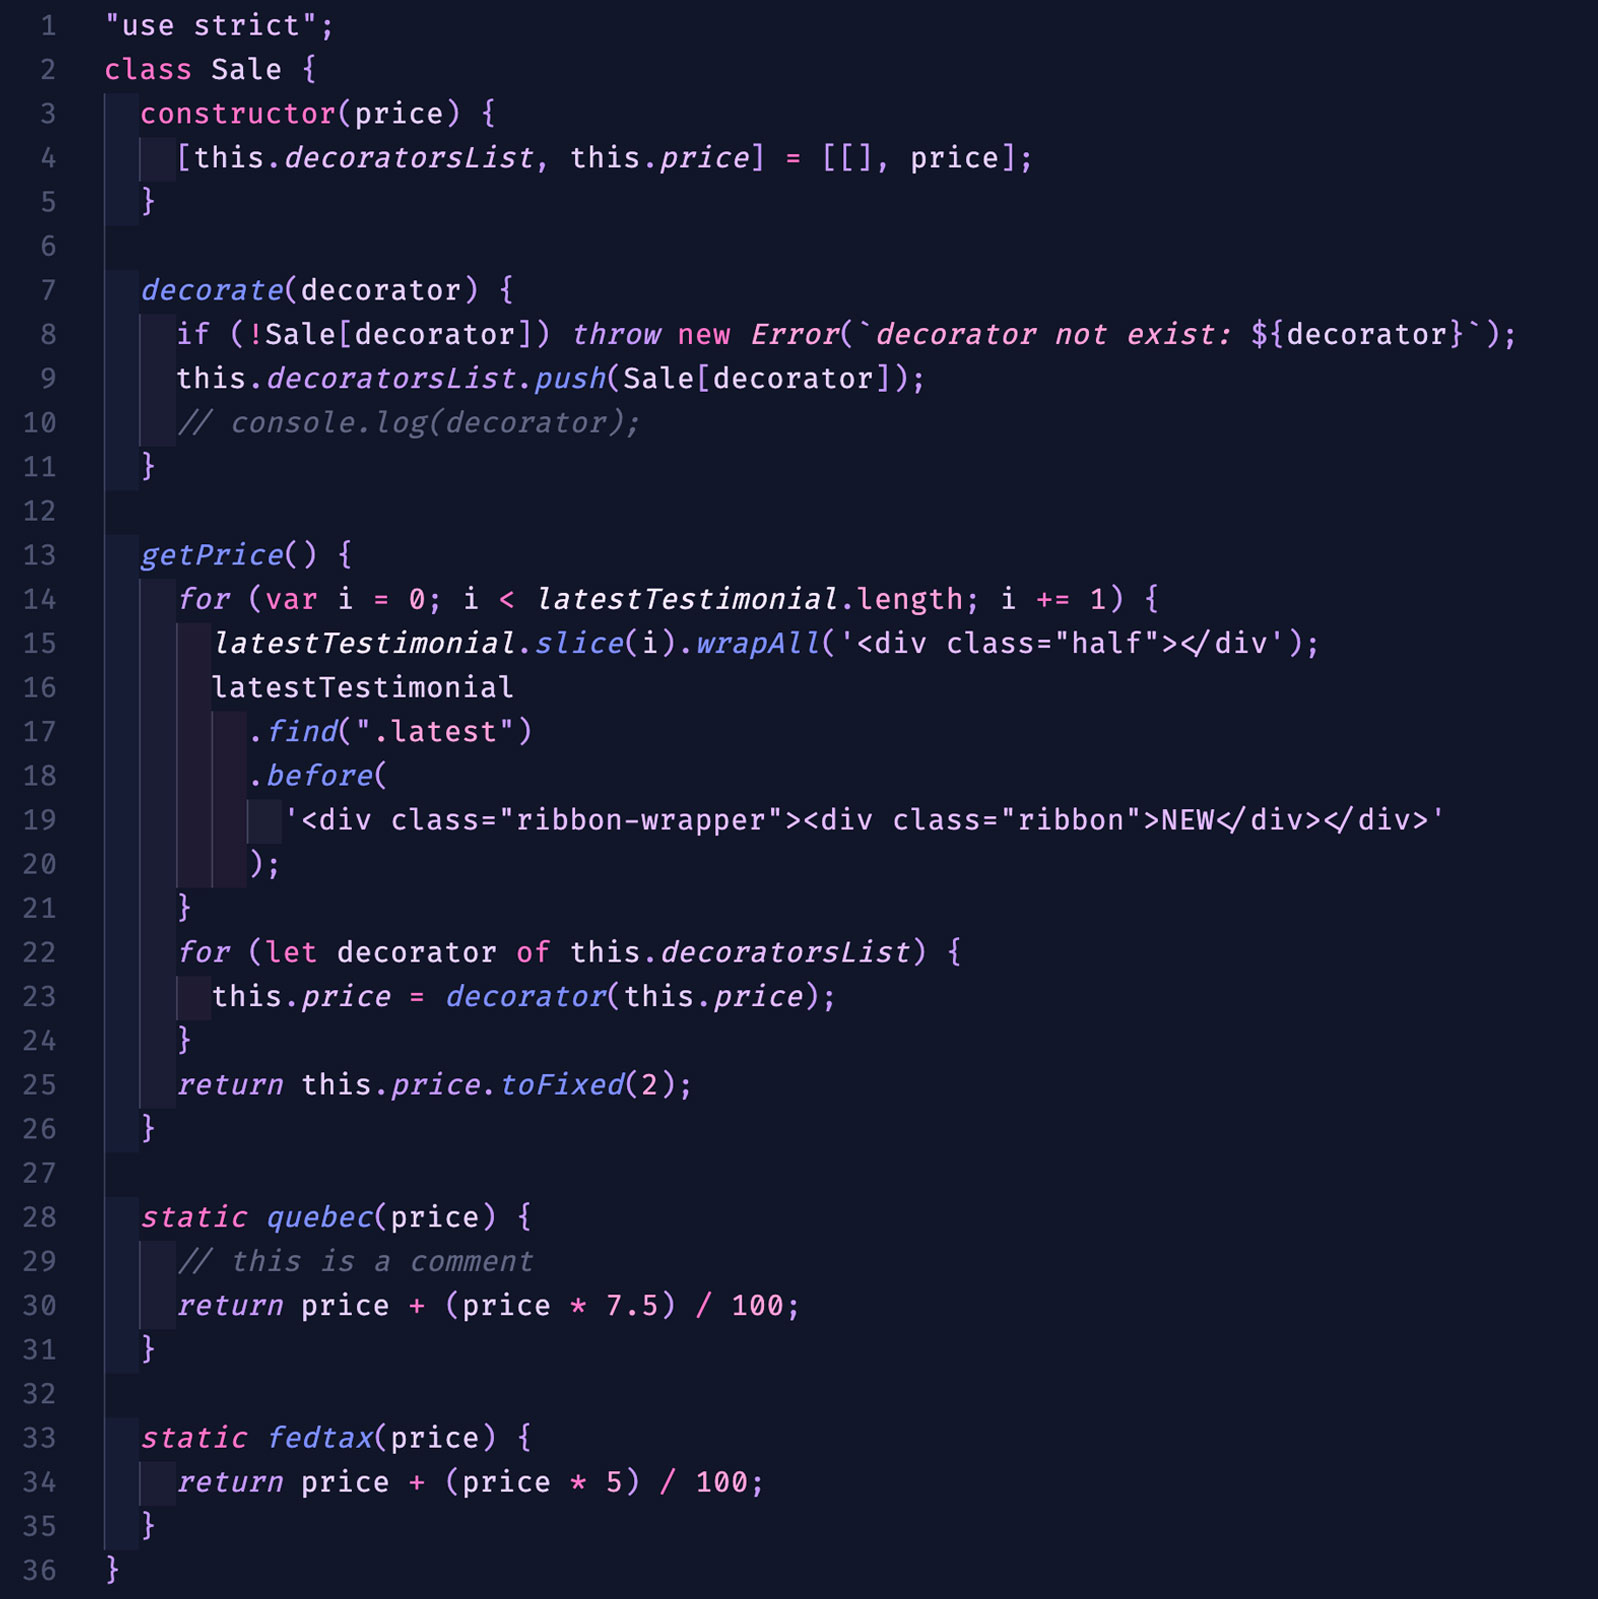 1 "use strict";
2 class Sale {
3 constructor(price) {
4 [this.decoratorsList, this.price] = [[], price];
5 }
6
7 decorate(decorator) {
8 if (!Sale[decorator]) throw new Error(`decorator not exist: ${decorator}`);
9 this.decoratorsList.push(Sale[decorator]);
10 // console.log(decorator);
11 }
12
13 getPrice() {
14 for (var i = 0; i < latestTestimonial.length; i += 1) {
15 latestTestimonial.slice(i).wrapAll('<div class="half"></div');
16 latestTestimonial
17 .find(".latest")
18 .before(
19 '<div class="ribbon-wrapper"><div class="ribbon">NEW</div></div>'
20 );
21 }
22 for (let decorator of this.decoratorsList) {
23 this.price = decorator(this.price);
24 }
25 return this.price.toFixed(2);
26 }
27
28 static quebec(price) {
29 // this is a comment
30 return price + (price * 7.5) / 100;
31 }
32
33 static fedtax(price) {
34 return price + (price * 5) / 100;
35 }
36 }